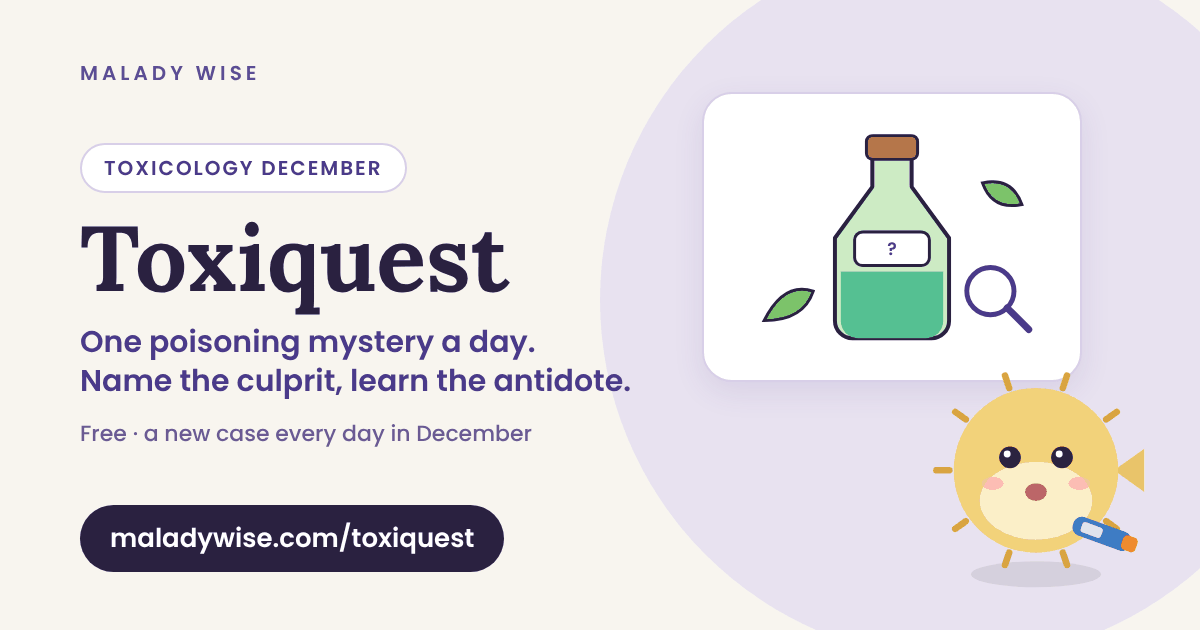 MALADY WISE
TOXICOLOGY DECEMBER
Toxiquest
One poisoning mystery a day.
Name the culprit, learn the antidote.
Free · a new case every day in December
maladywise.com/toxiquest
?